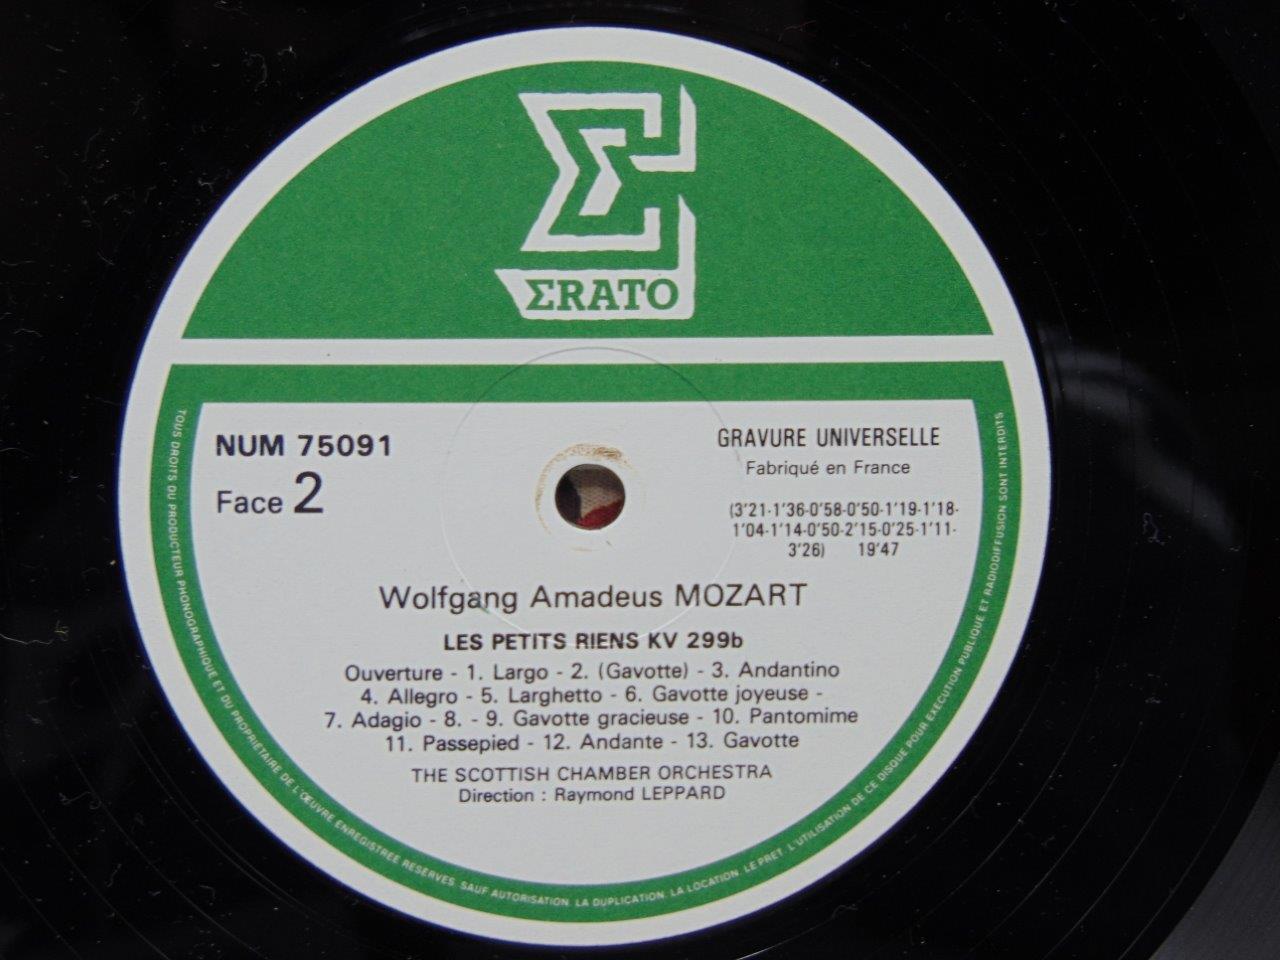 ΣRATO
NUM 75091
Face 2
GRAVURE UNIVERSELLE
Fabriqué en France
(3'21-1'36-0'58-0'50-1'19-1'18-
1'04-1'14-0'50-2'15-0'25-1'11-
3'26) 19'47
Wolfgang Amadeus MOZART
LES PETITS RIENS KV 299b
Ouverture - 1. Largo - 2. (Gavotte) - 3. Andantino
4. Allegro - 5. Larghetto - 6. Gavotte joyeuse -
7. Adagio - 8. - 9. Gavotte gracieuse - 10. Pantomime
11. Passepied - 12. Andante - 13. Gavotte
THE SCOTTISH CHAMBER ORCHESTRA
Direction : Raymond LEPPARD
TOUS DROITS DU PRODUCTEUR PHONOGRAPHIQUE ET DU PROPRIÉTAIRE DE L'ŒUVRE ENREGISTRÉE RÉSERVÉS. SAUF AUTORISATION. LA DUPLICATION. LA LOCATION. LE PRET. L'UTILISATION DE CE DISQUE POUR EXECUTION PUBLIQUE ET RADIODIFFUSION SONT INTERDITS